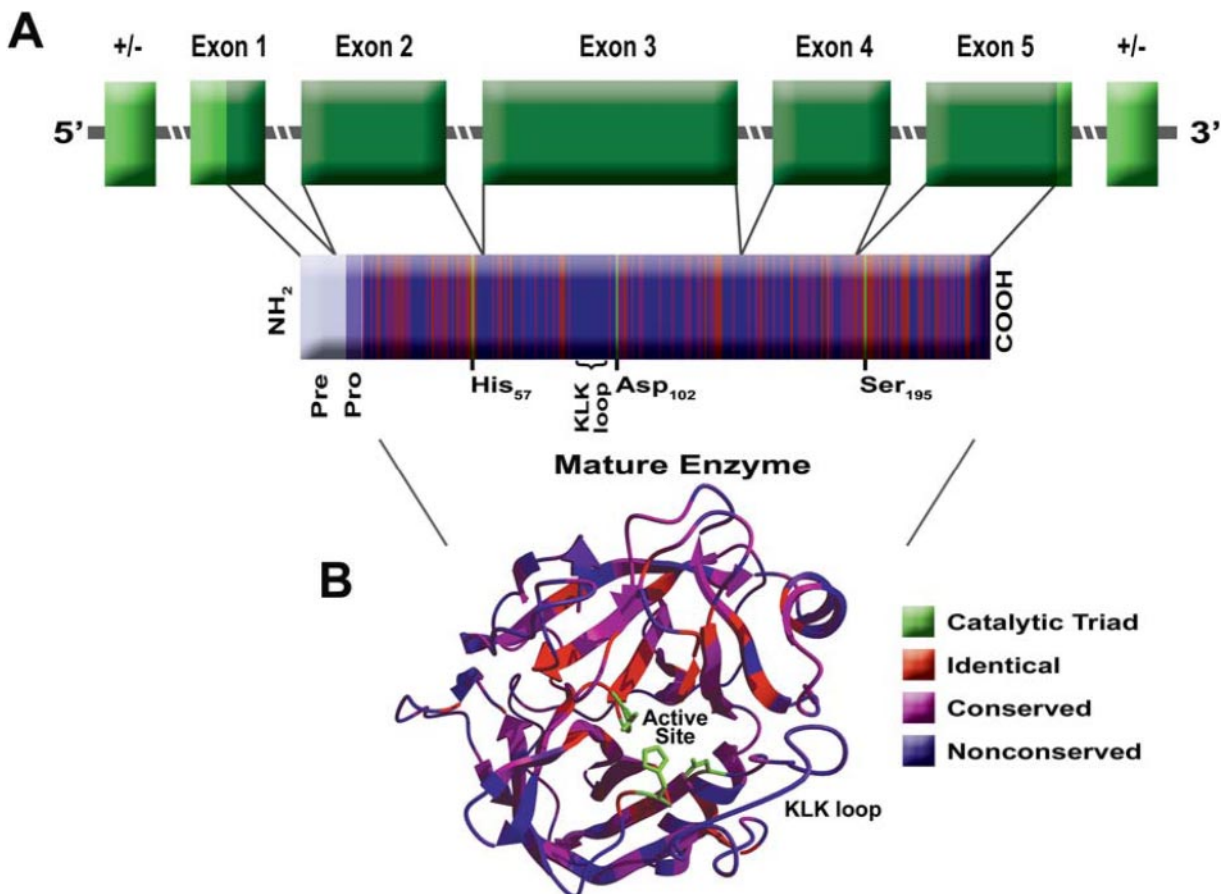 A
+/- Exon 1 Exon 2 Exon 3 Exon 4 Exon 5 +/-
5’ 3’
NH₂
COOH
Pre
Pro
His₅₇
KLK
loop
Asp₁₀₂
Ser₁₉₅
Mature Enzyme
B
Active
Site
KLK loop
Catalytic Triad
Identical
Conserved
Nonconserved